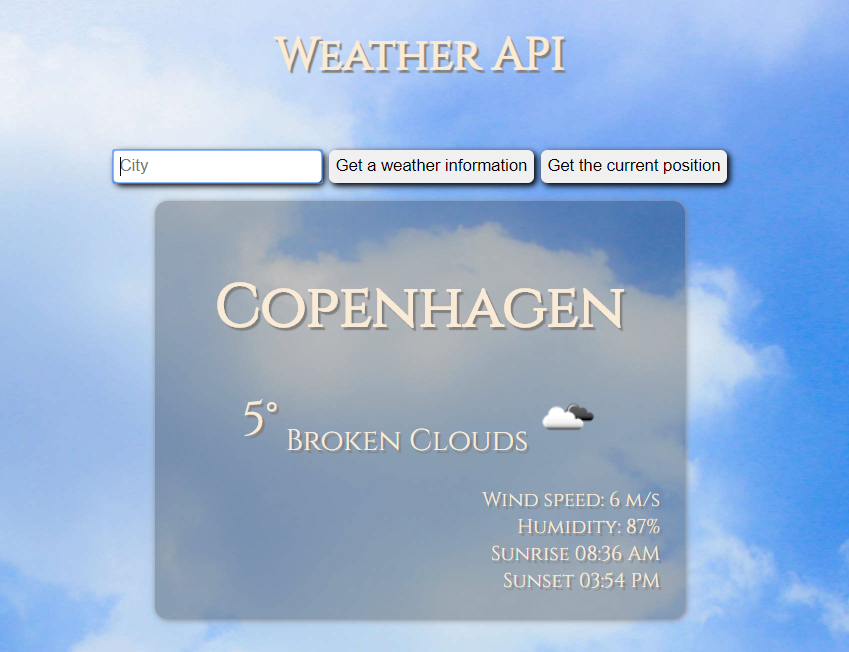 Weather API
City
Get a weather information
Get the current position
Copenhagen
5°
Broken Clouds
Wind speed: 6 m/s
Humidity: 87%
Sunrise 08:36 AM
Sunset 03:54 PM